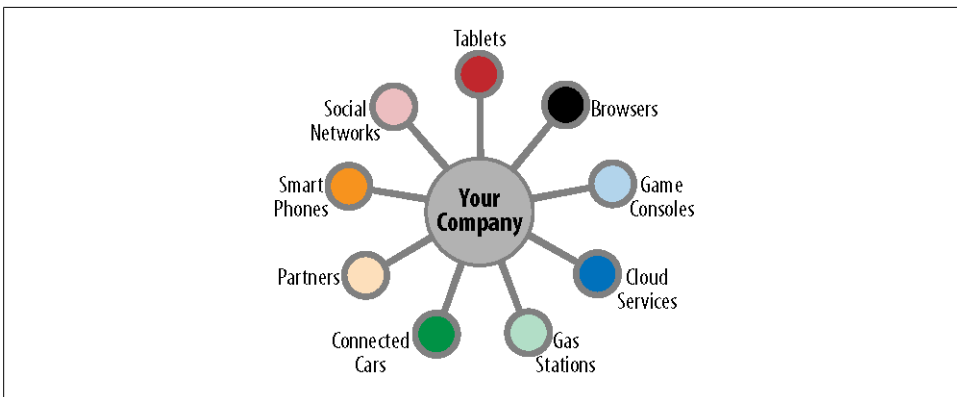 Tablets
Social
Networks
Browsers
Smart
Phones
Your
Company
Game
Consoles
Partners
Cloud
Services
Connected
Cars
Gas
Stations